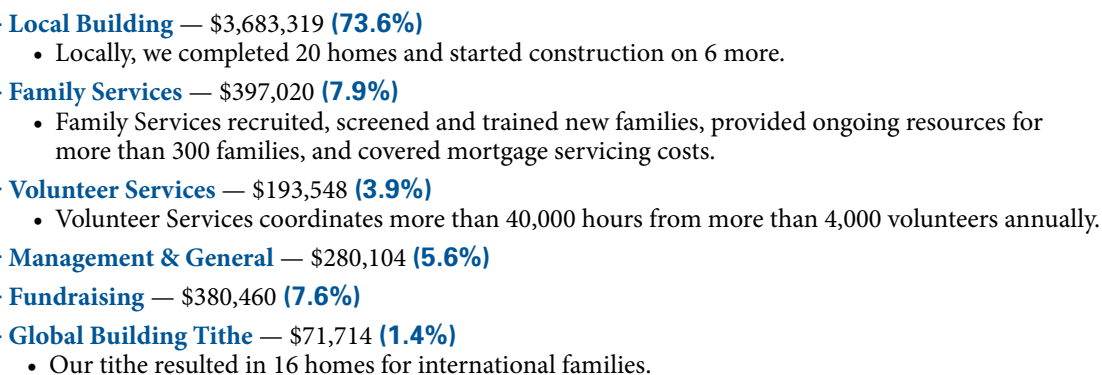 Local Building — $3,683,319 (73.6%)
• Locally, we completed 20 homes and started construction on 6 more.
Family Services — $397,020 (7.9%)
• Family Services recruited, screened and trained new families, provided ongoing resources for
more than 300 families, and covered mortgage servicing costs.
Volunteer Services — $193,548 (3.9%)
• Volunteer Services coordinates more than 40,000 hours from more than 4,000 volunteers annually.
Management & General — $280,104 (5.6%)
Fundraising — $380,460 (7.6%)
Global Building Tithe — $71,714 (1.4%)
• Our tithe resulted in 16 homes for international families.